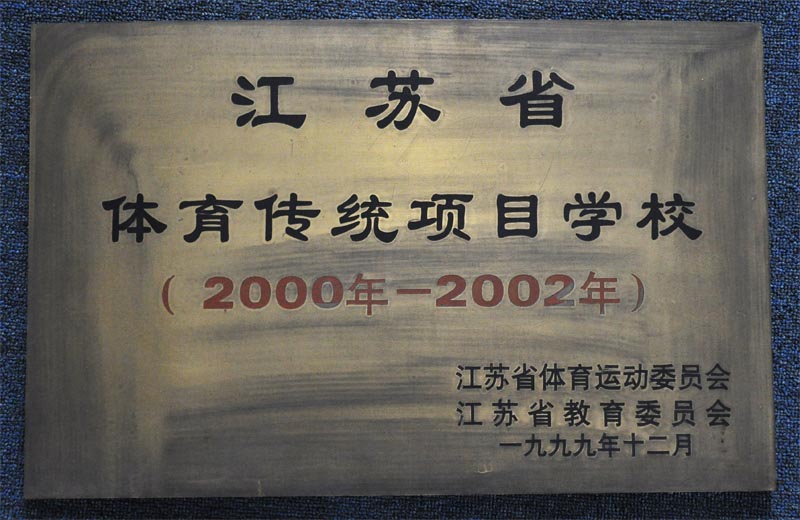 江苏省
体育传统项目学校
（2000年－2002年）
江苏省体育运动委员会
江苏省教育委员会
一九九九年十二月